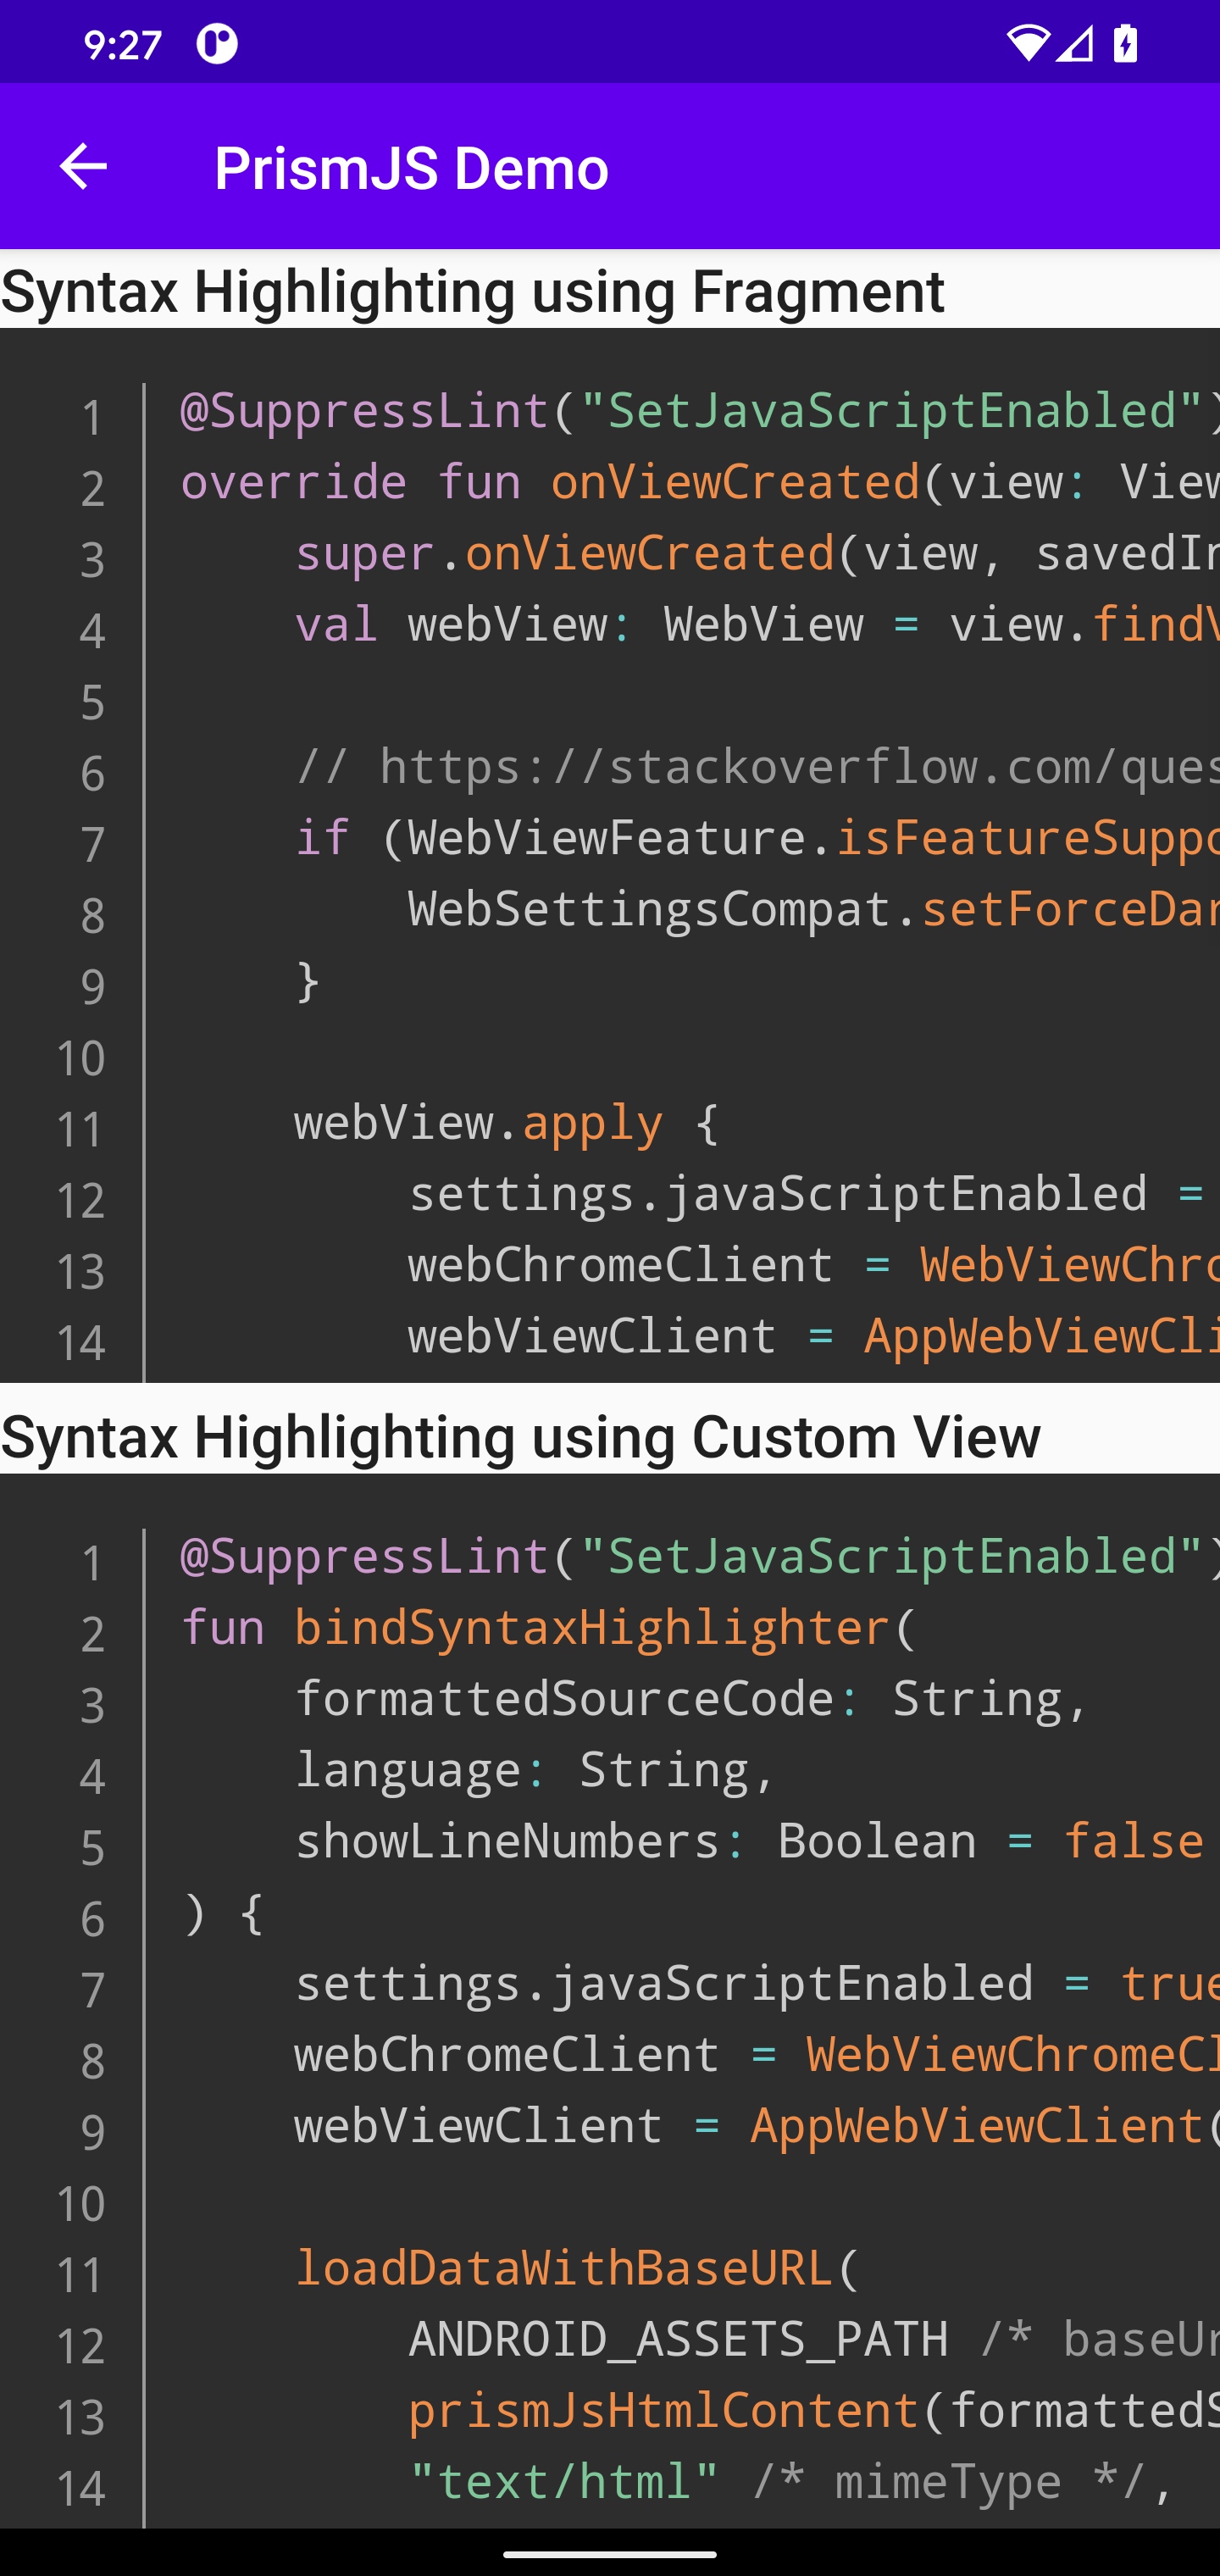 9:27
PrismJS Demo
Syntax Highlighting using Fragment
1 @SuppressLint("SetJavaScriptEnabled")
2 override fun onViewCreated(view: View
3 super.onViewCreated(view, savedIn
4 val webView: WebView = view.findV
5
6 // https://stackoverflow.com/ques
7 if (WebViewFeature.isFeatureSuppo
8 WebSettingsCompat.setForceDar
9 }
10
11 webView.apply {
12 settings.javaScriptEnabled =
13 webChromeClient = WebViewChro
14 webViewClient = AppWebViewCli
Syntax Highlighting using Custom View
1 @SuppressLint("SetJavaScriptEnabled")
2 fun bindSyntaxHighlighter(
3 formattedSourceCode: String,
4 language: String,
5 showLineNumbers: Boolean = false
6 ) {
7 settings.javaScriptEnabled = true
8 webChromeClient = WebViewChromeCl
9 webViewClient = AppWebViewClient(
10
11 loadDataWithBaseURL(
12 ANDROID_ASSETS_PATH /* baseUr
13 prismJsHtmlContent(formattedS
14 "text/html" /* mimeType */,